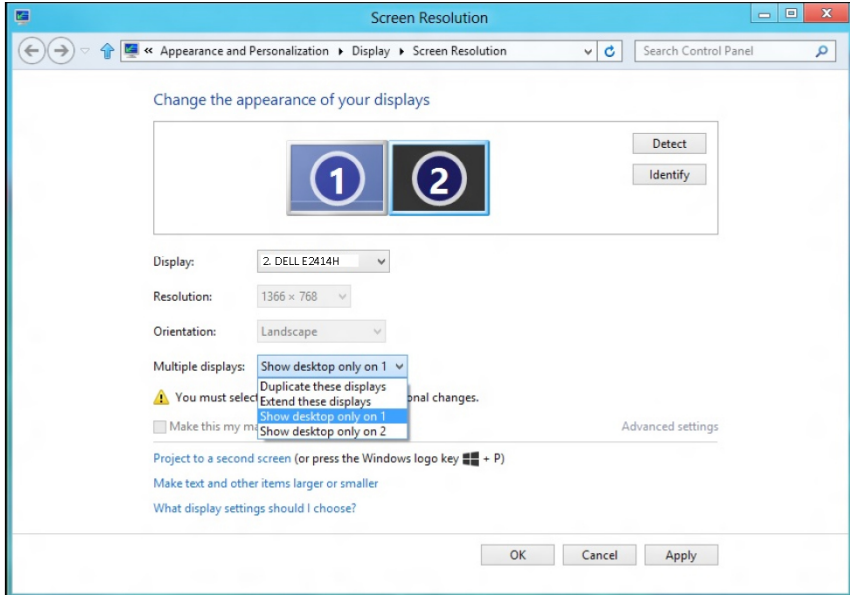 Screen Resolution
« Appearance and Personalization ▸ Display ▸ Screen Resolution
Search Control Panel
Change the appearance of your displays
1
2
Detect
Identify
Display: 2. DELL E2414H
Resolution: 1366 × 768
Orientation: Landscape
Multiple displays: Show desktop only on 1
Duplicate these displays
Extend these displays
Show desktop only on 1
Show desktop only on 2
You must selec onal changes.
Make this my ma
Advanced settings
Project to a second screen (or press the Windows logo key + P)
Make text and other items larger or smaller
What display settings should I choose?
OK Cancel Apply